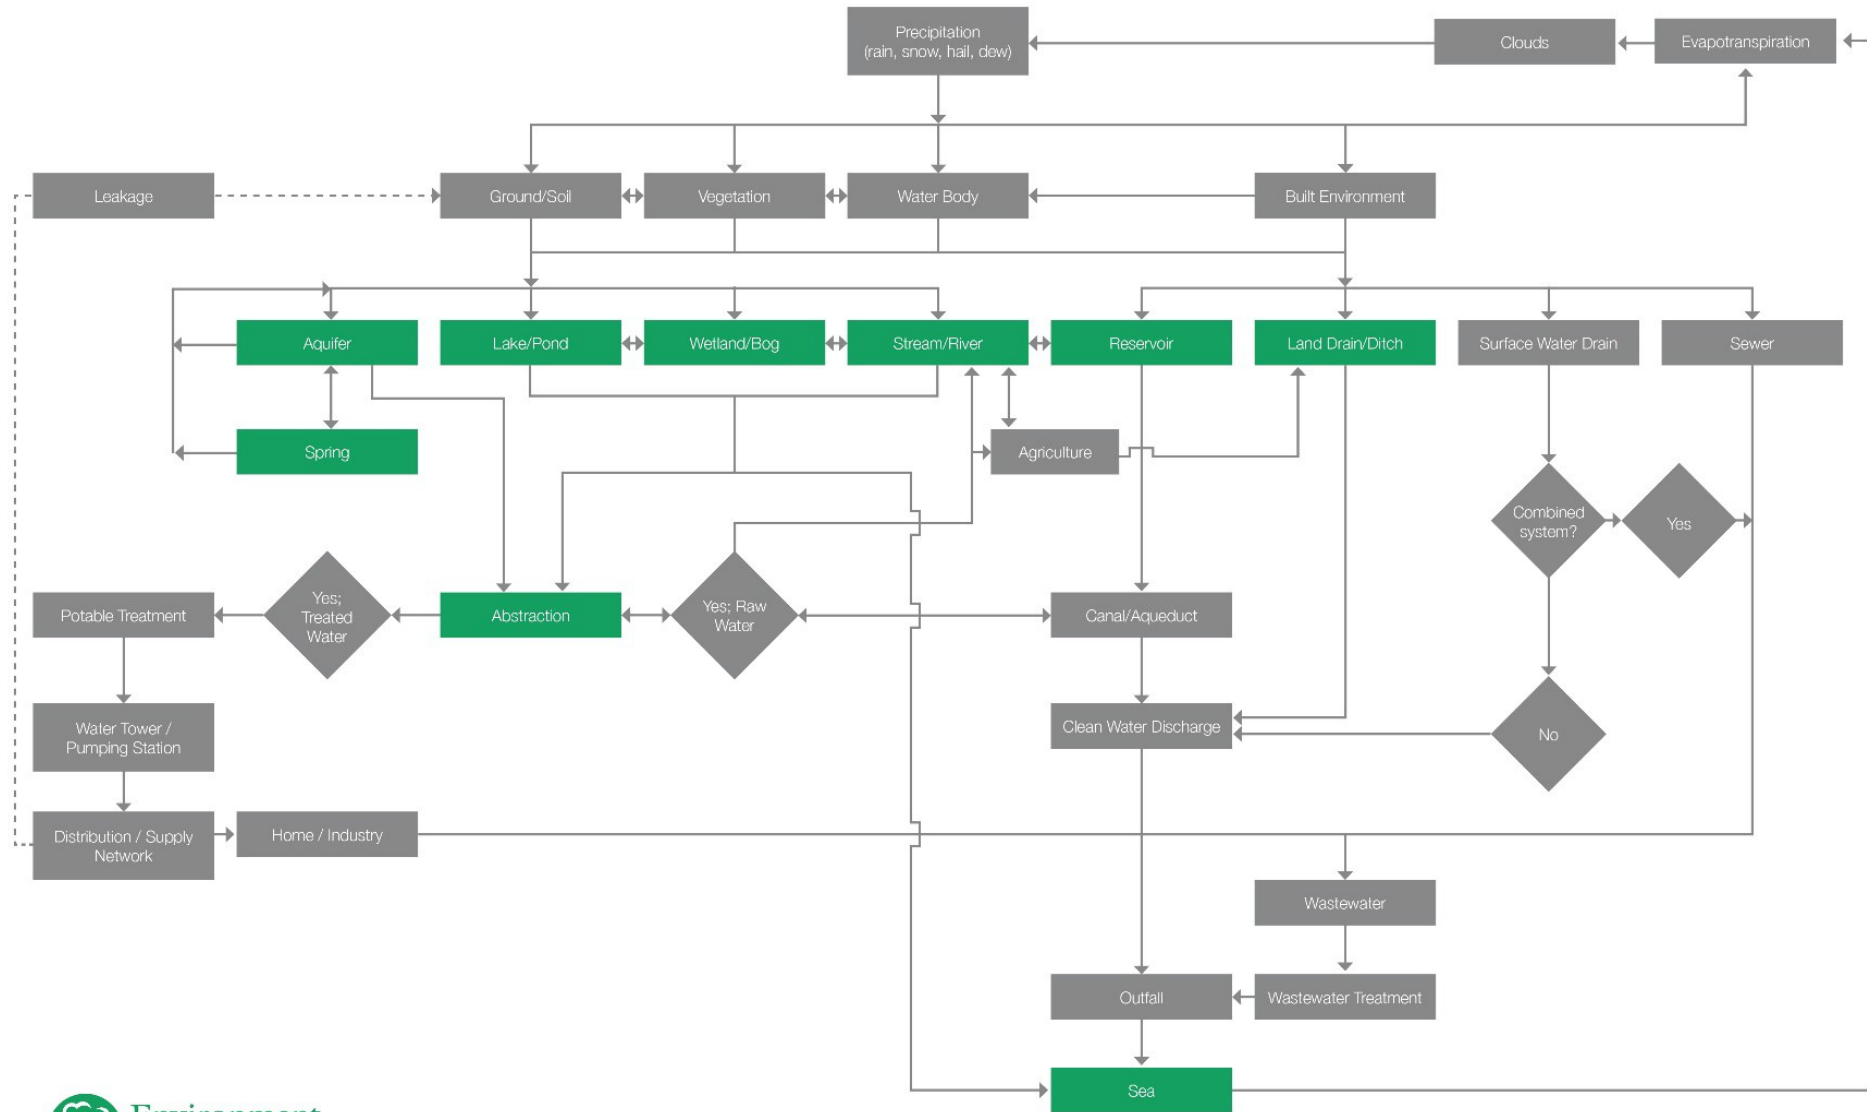 Precipitation
(rain, snow, hail, dew)
Clouds
Evapotranspiration
Leakage
Ground/Soil
Vegetation
Water Body
Built Environment
Aquifer
Lake/Pond
Wetland/Bog
Stream/River
Reservoir
Land Drain/Ditch
Surface Water Drain
Sewer
Spring
Agriculture
Combined
system?
Yes
Potable Treatment
Yes;
Treated
Water
Abstraction
Yes; Raw
Water
Canal/Aqueduct
Water Tower /
Pumping Station
Clean Water Discharge
No
Distribution / Supply
Network
Home / Industry
Wastewater
Outfall
Wastewater Treatment
Sea
Environment